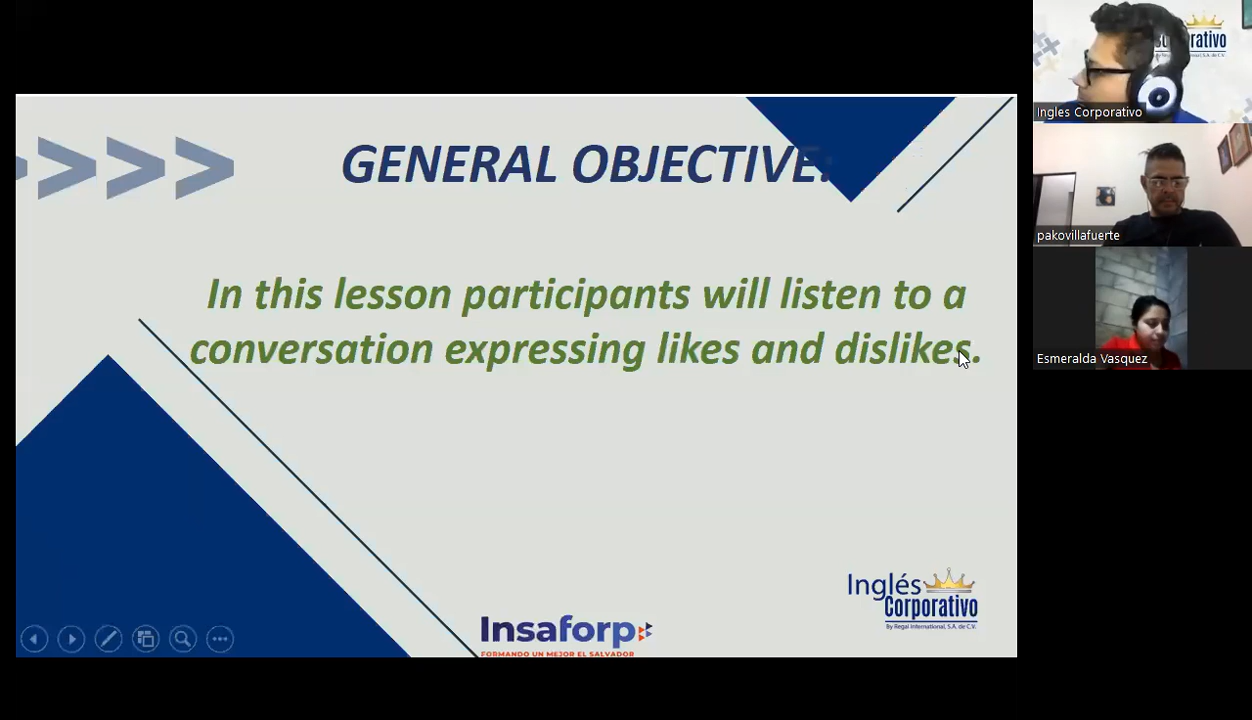 GENERAL OBJECTIVE:
In this lesson participants will listen to a
conversation expressing likes and dislikes.
Inglés
Corporativo
By Regal International, S.A. de C.V.
Insaforp
FORMANDO UN MEJOR EL SALVADOR
rativo
Ingles Corporativo
pakovillafuerte
Esmeralda Vasquez